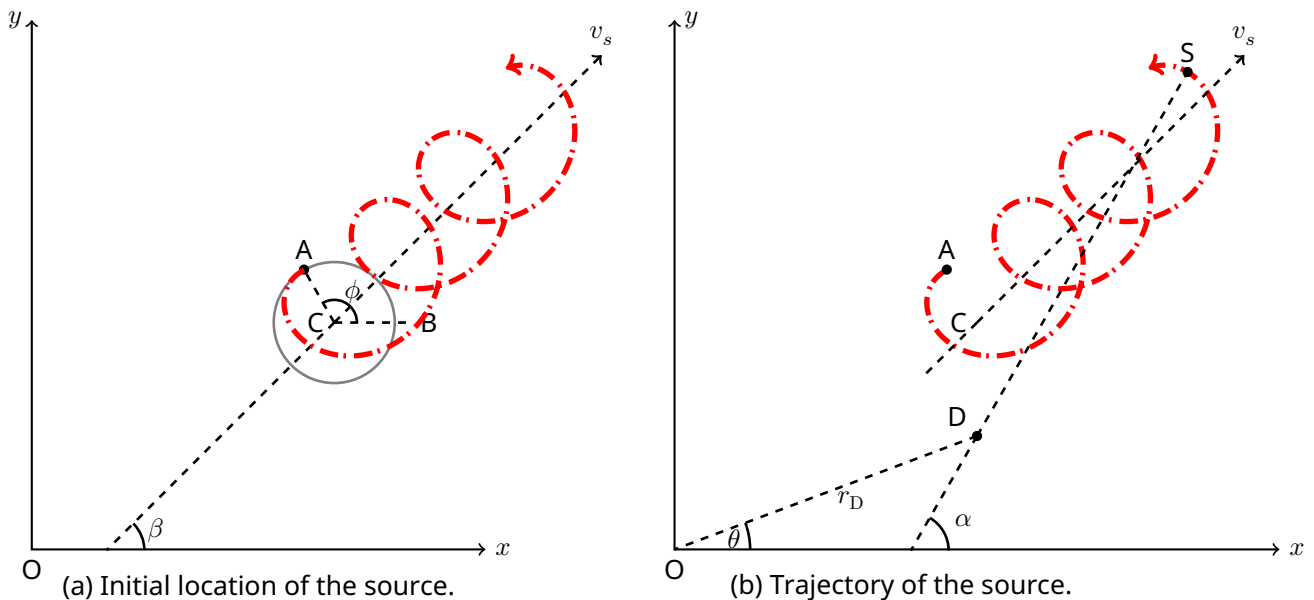 y
v_s
A
ϕ
C
B
β
x
O
(a) Initial location of the source.
y
v_s
S
A
C
D
r_D
θ
α
x
O
(b) Trajectory of the source.